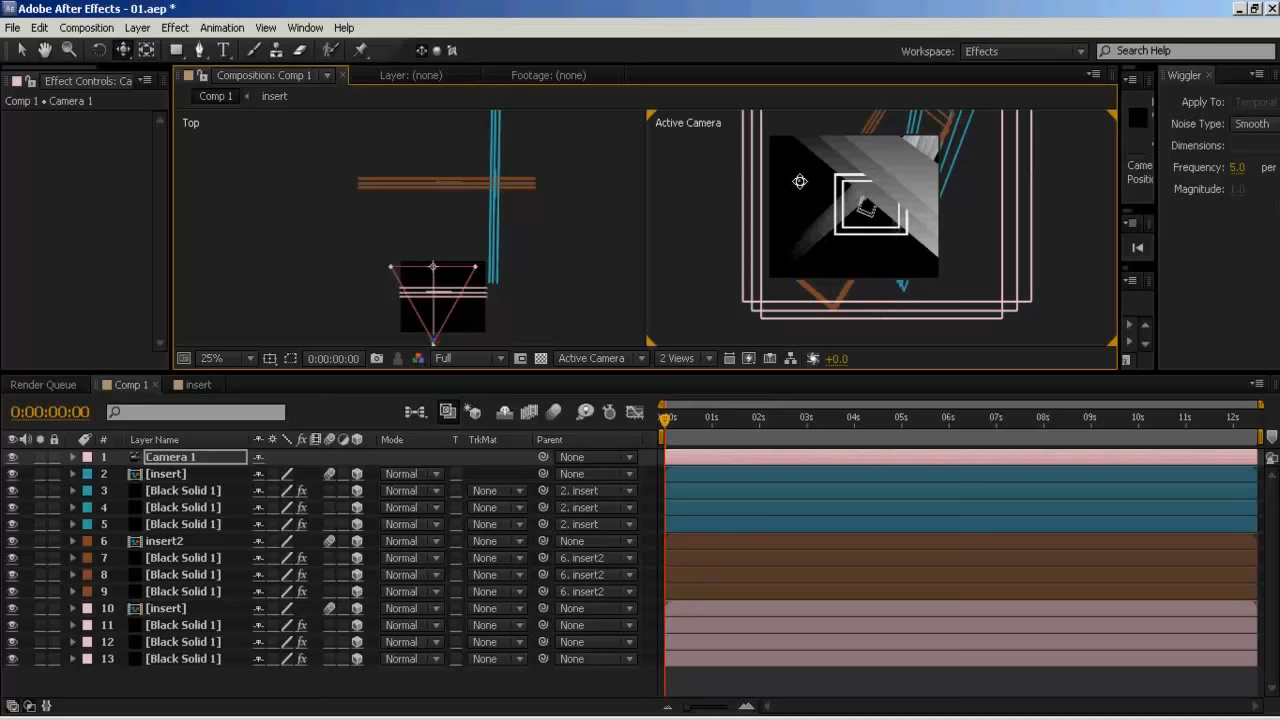 Adobe After Effects - 01.aep *
File Edit Composition Layer Effect Animation View Window Help
Workspace: Effects Search Help
Effect Controls: Ca Composition: Comp 1 Layer: (none) Footage: (none) Wiggler
Comp 1 • Camera 1 Comp 1 insert Apply To: Temporal
Top Active Camera Noise Type: Smooth
Dimensions:
Frequency: 5.0 per
Came
Positio Magnitude: 1.0
25% 0:00:00:00 Full Active Camera 2 Views +0.0
Render Queue Comp 1 insert
0:00:00:00 01s 02s 03s 04s 05s 06s 07s 08s 09s 10s 11s 12s
# Layer Name Mode T TrkMat Parent
1 Camera 1 None
2 [insert] Normal None
3 [Black Solid 1] Normal None 2. insert
4 [Black Solid 1] Normal None 2. insert
5 [Black Solid 1] Normal None 2. insert
6 insert2 Normal None None
7 [Black Solid 1] Normal None 6. insert2
8 [Black Solid 1] Normal None 6. insert2
9 [Black Solid 1] Normal None 6. insert2
10 [insert] Normal None None
11 [Black Solid 1] Normal None None
12 [Black Solid 1] Normal None None
13 [Black Solid 1] Normal None None